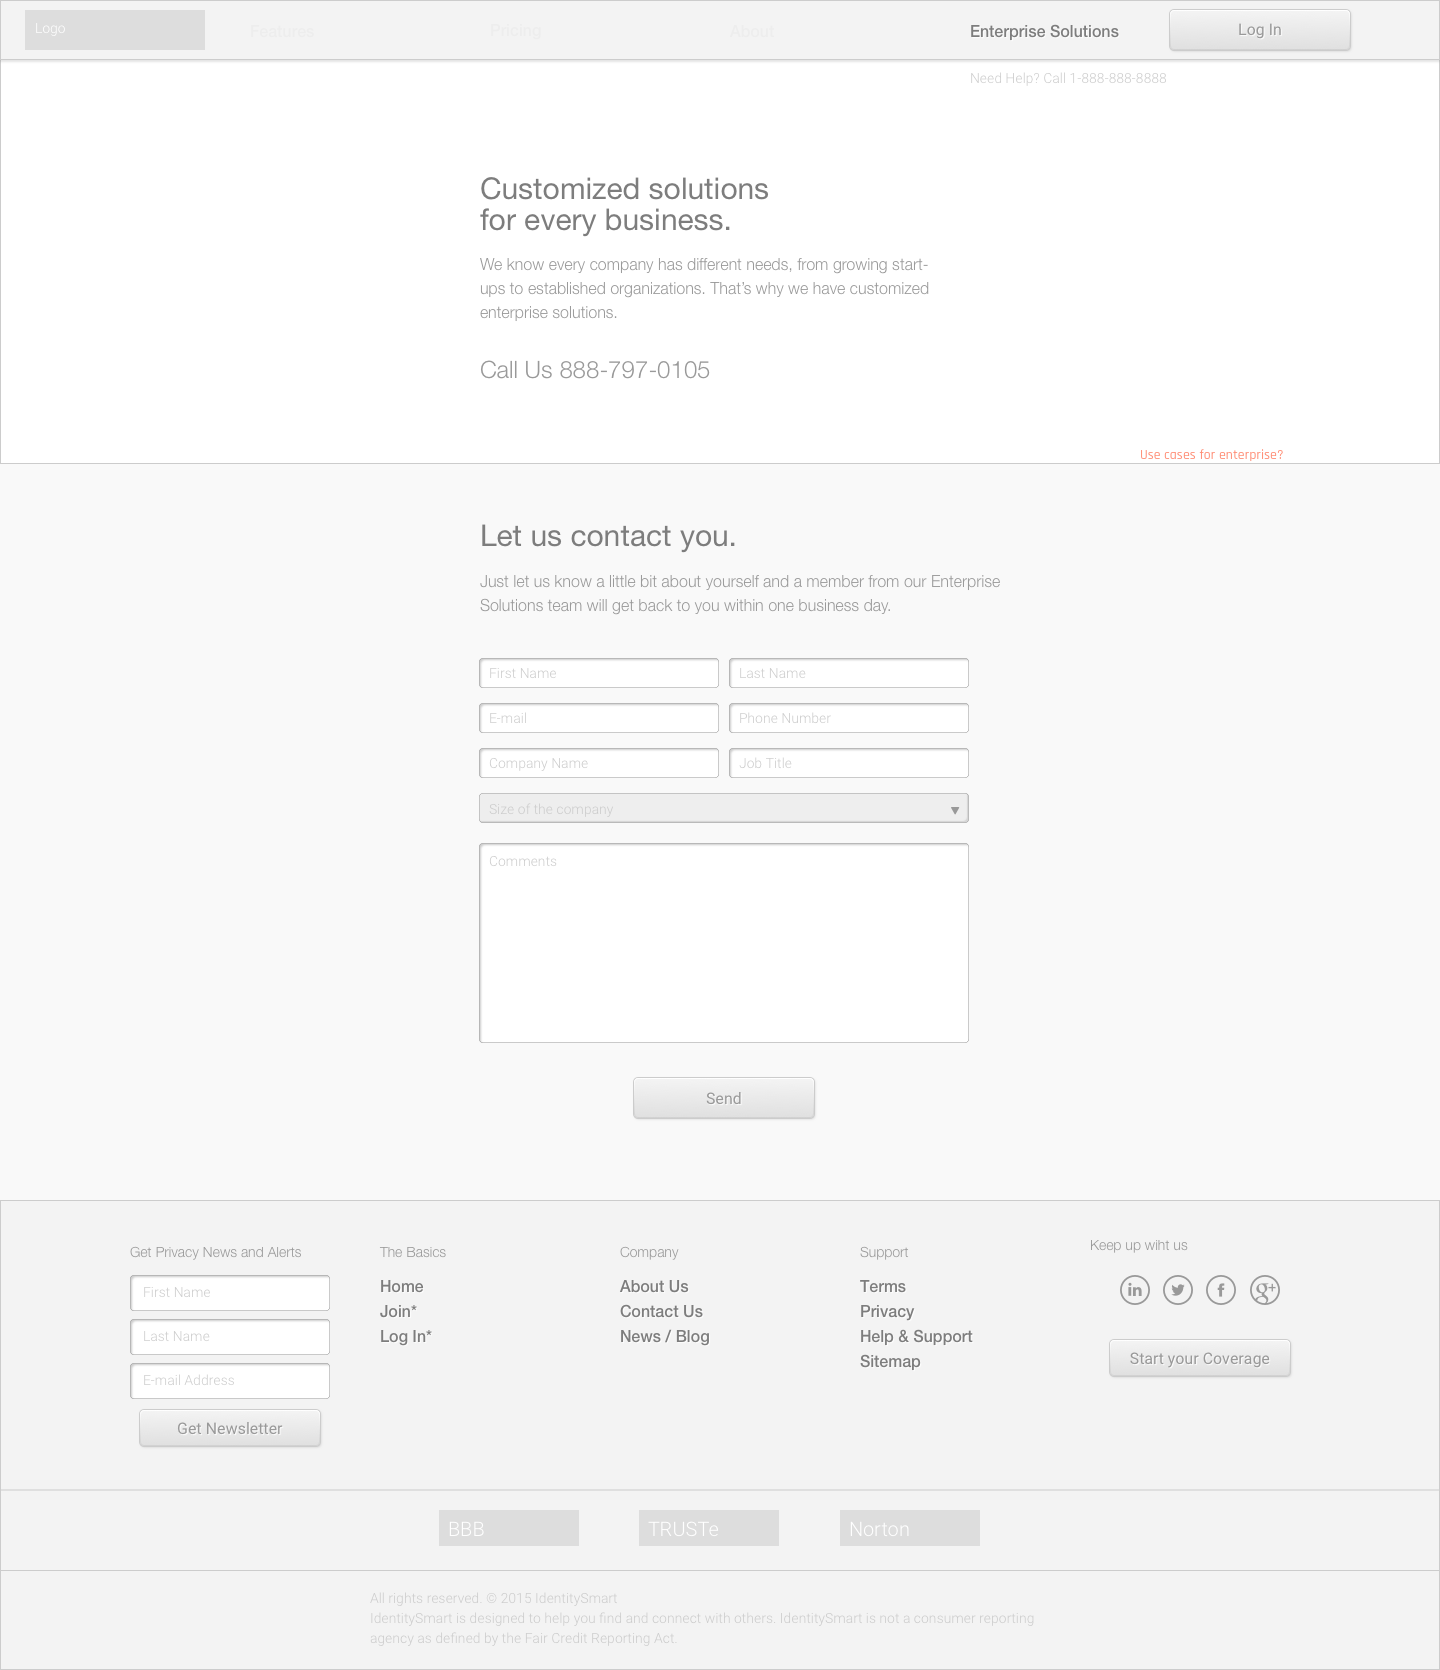 Logo
Features
Pricing
About
Enterprise Solutions
Log In
Need Help? Call 1-888-888-8888
Customized solutions
for every business.
We know every company has different needs, from growing start-
ups to established organizations. That's why we have customized
enterprise solutions.
Call Us 888-797-0105
Use cases for enterprise?
Let us contact you.
Just let us know a little bit about yourself and a member from our Enterprise
Solutions team will get back to you within one business day.
First Name
Last Name
E-mail
Phone Number
Company Name
Job Title
Size of the company
Comments
Send
Get Privacy News and Alerts
First Name
Last Name
E-mail Address
Get Newsletter
The Basics
Home
Join*
Log In*
Company
About Us
Contact Us
News / Blog
Support
Terms
Privacy
Help & Support
Sitemap
Keep up wiht us
in
f
g+
Start your Coverage
BBB
TRUSTe
Norton
All rights reserved. © 2015 IdentitySmart
IdentitySmart is designed to help you find and connect with others. IdentitySmart is not a consumer reporting
agency as defined by the Fair Credit Reporting Act.